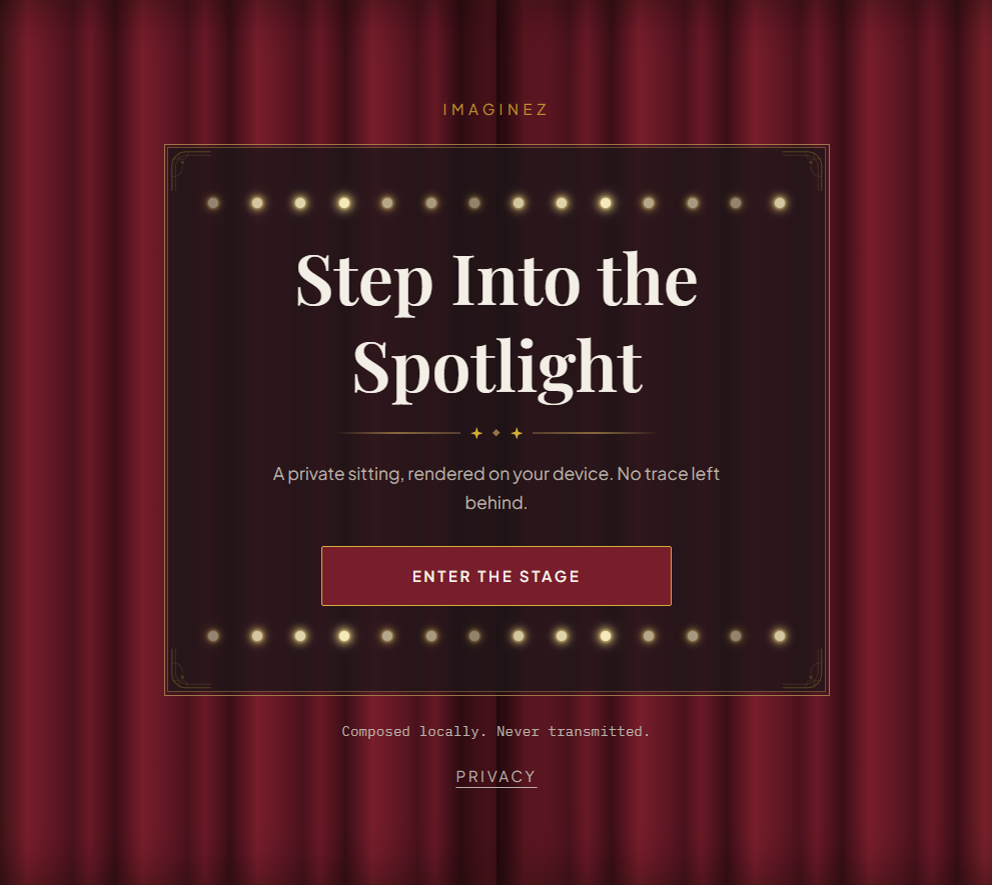 IMAGINEZ
Step Into the
Spotlight
A private sitting, rendered on your device. No trace left
behind.
ENTER THE STAGE
Composed locally. Never transmitted.
PRIVACY